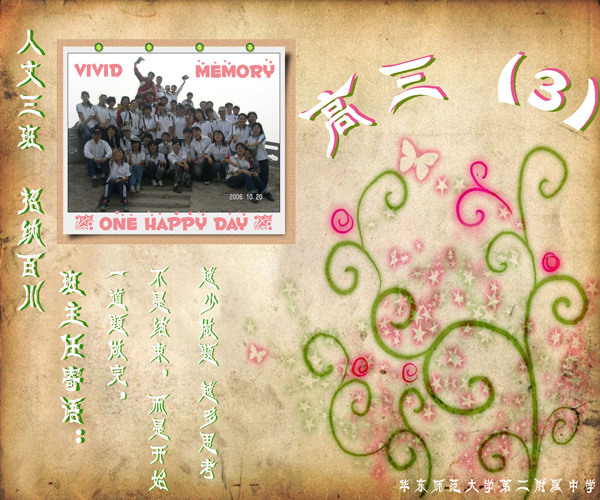 人文三班 招纳百川
VIVID MEMORY
2006.10.20
ONE HAPPY DAY
高三（3）
班主任寄语：
一道题做完，
不是结束，而是开始
越少做题 越多思考
华东师范大学第二附属中学